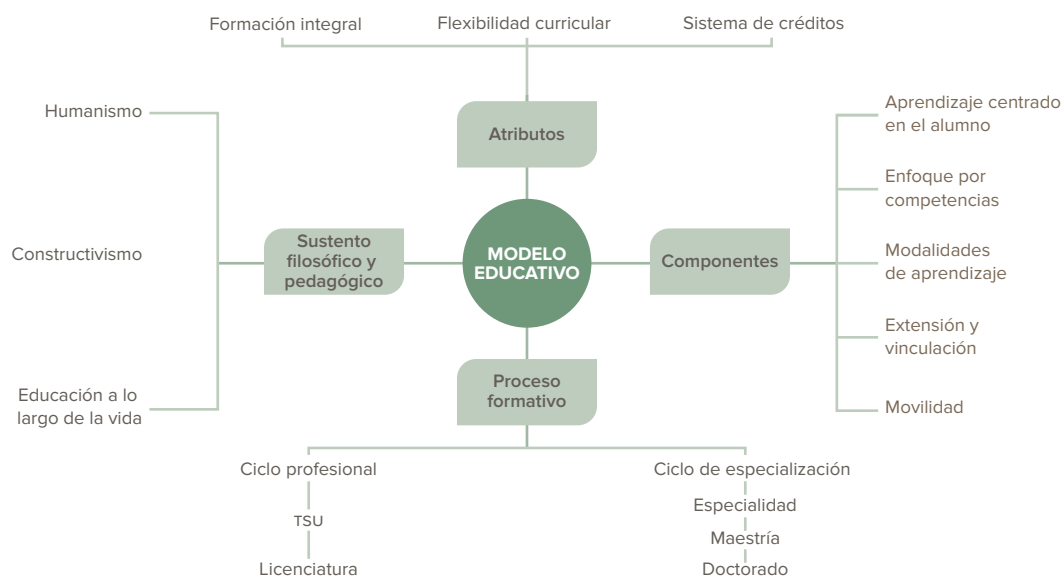 Formación integral
Flexibilidad curricular
Sistema de créditos
Atributos
Humanismo
Constructivismo
Educación a lo
largo de la vida
Sustento
filosófico y
pedagógico
MODELO
EDUCATIVO
Componentes
Aprendizaje centrado
en el alumno
Enfoque por
competencias
Modalidades
de aprendizaje
Extensión y
vinculación
Movilidad
Proceso
formativo
Ciclo profesional
TSU
Licenciatura
Ciclo de especialización
Especialidad
Maestría
Doctorado